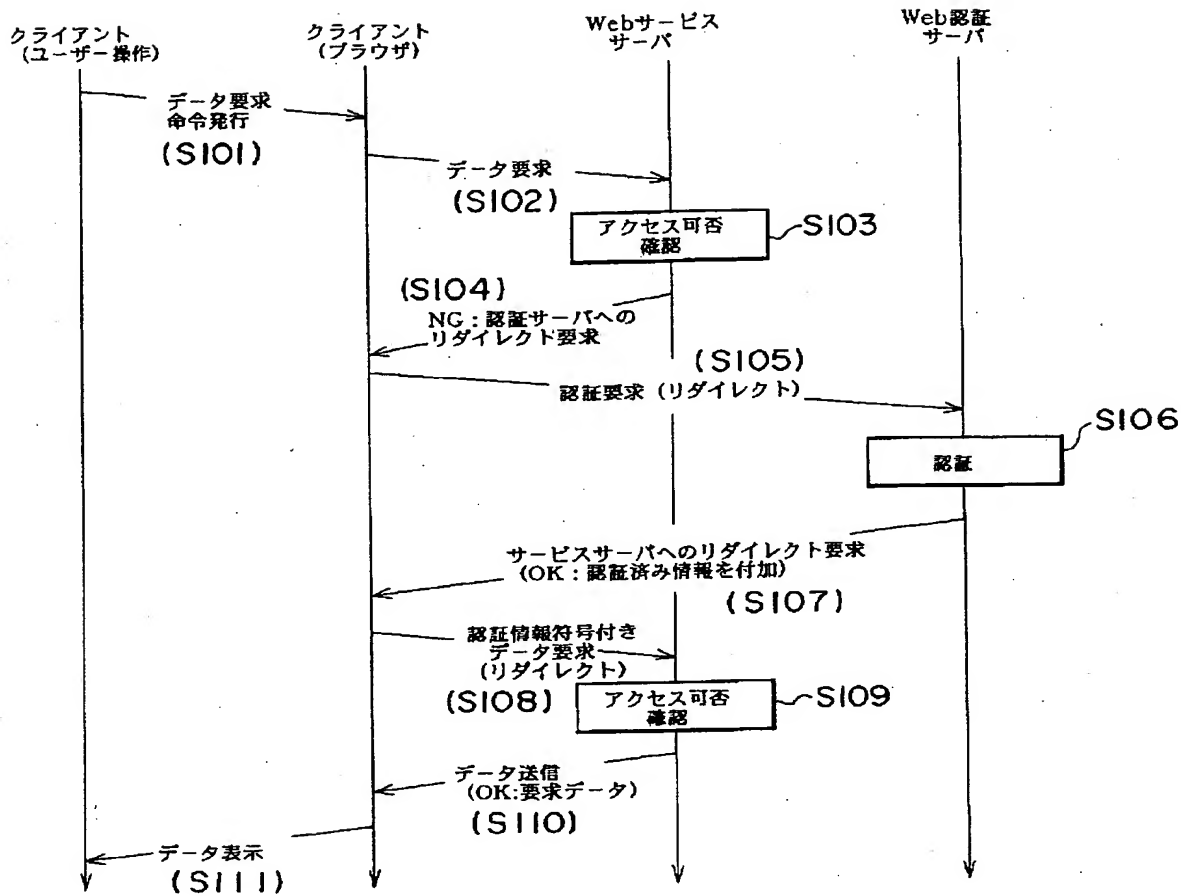 クライアント
(ユーザー操作)
クライアント
(ブラウザ)
Webサービス
サーバ
Web認証
サーバ
データ要求
命令発行
(S101)
データ要求
(S102)
アクセス可否
確認
S103
(S104)
NG:認証サーバへの
リダイレクト要求
(S105)
認証要求(リダイレクト)
S106
認証
サービスサーバへのリダイレクト要求
(OK:認証済み情報を付加)
(S107)
認証情報符号付き
データ要求
(リダイレクト)
(S108)
アクセス可否
確認
S109
データ送信
(OK:要求データ)
(S110)
データ表示
(S111)